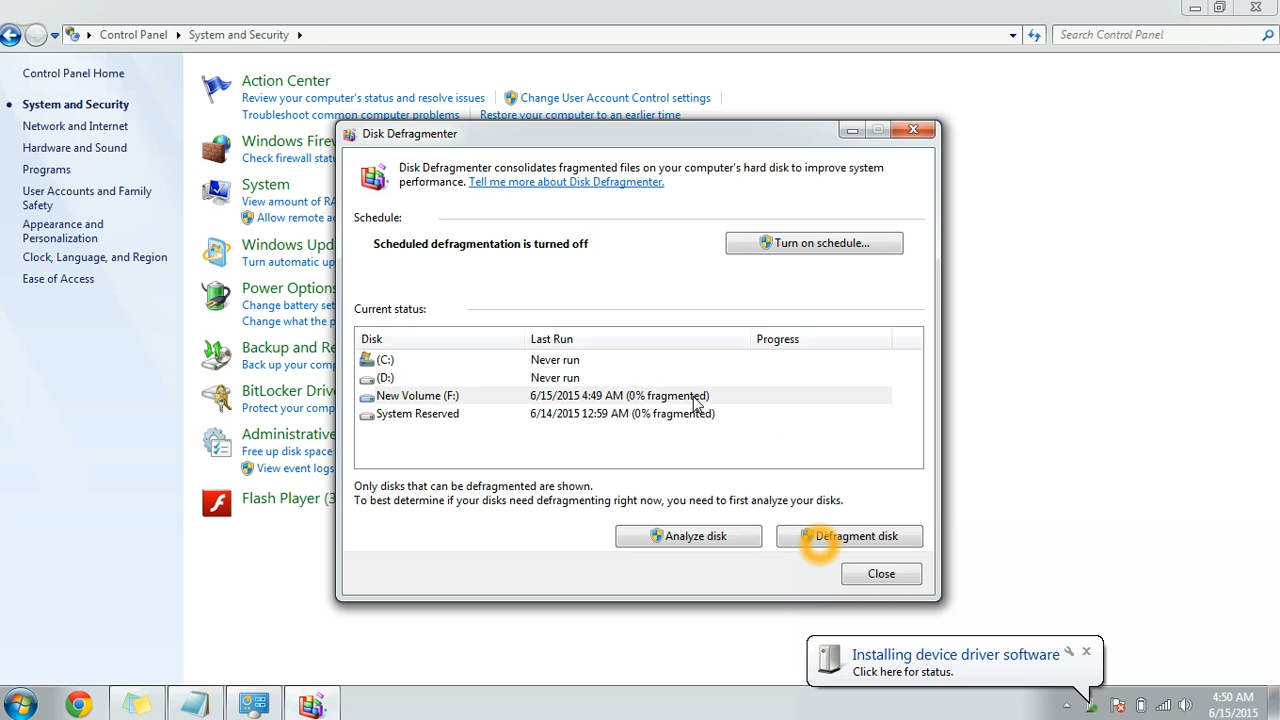 Control Panel
System and Security
Search Control Panel
Control Panel Home
System and Security
Network and Internet
Hardware and Sound
Programs
User Accounts and Family
Safety
Appearance and
Personalization
Clock, Language, and Region
Ease of Access
Action Center
Review your computer's status and resolve issues
Change User Account Control settings
Troubleshoot common computer problems
Restore your computer to an earlier time
Windows Fire
Check firewall statu
System
View amount of RA
Allow remote ac
Windows Upd
Turn automatic up
Power Options
Change battery set
Change what the p
Backup and Re
Back up your comp
BitLocker Drive
Protect your compu
Administrative
Free up disk space
View event logs
Flash Player (3
Disk Defragmenter
Disk Defragmenter consolidates fragmented files on your computer's hard disk to improve system
performance. Tell me more about Disk Defragmenter.
Schedule:
Scheduled defragmentation is turned off
Turn on schedule...
Current status:
Disk Last Run Progress
(C:) Never run
(D:) Never run
New Volume (F:) 6/15/2015 4:49 AM (0% fragmented)
System Reserved 6/14/2015 12:59 AM (0% fragmented)
Only disks that can be defragmented are shown.
To best determine if your disks need defragmenting right now, you need to first analyze your disks.
Analyze disk
Defragment disk
Close
Installing device driver software
Click here for status.
4:50 AM
6/15/2015